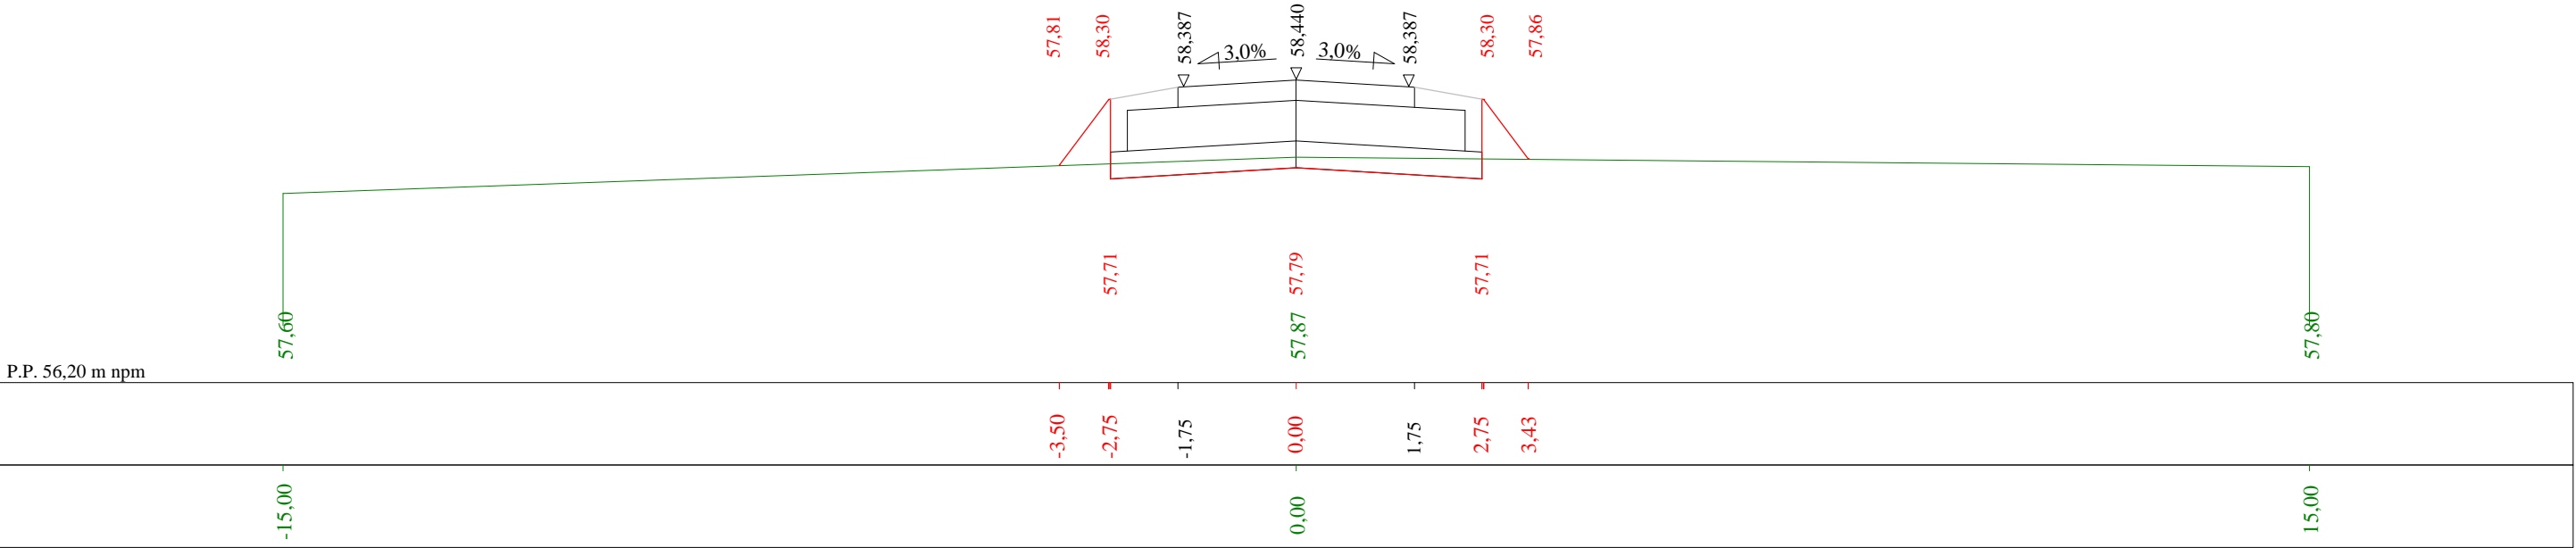 57,81 58,30 58,387 3,0% 58,440 3,0% 58,387 58,30 57,86
57,71 57,79 57,71
57,60 57,87 57,80
P.P. 56,20 m npm
-3,50 -2,75 -1,75 0,00 1,75 2,75 3,43
-15,00 0,00 15,00